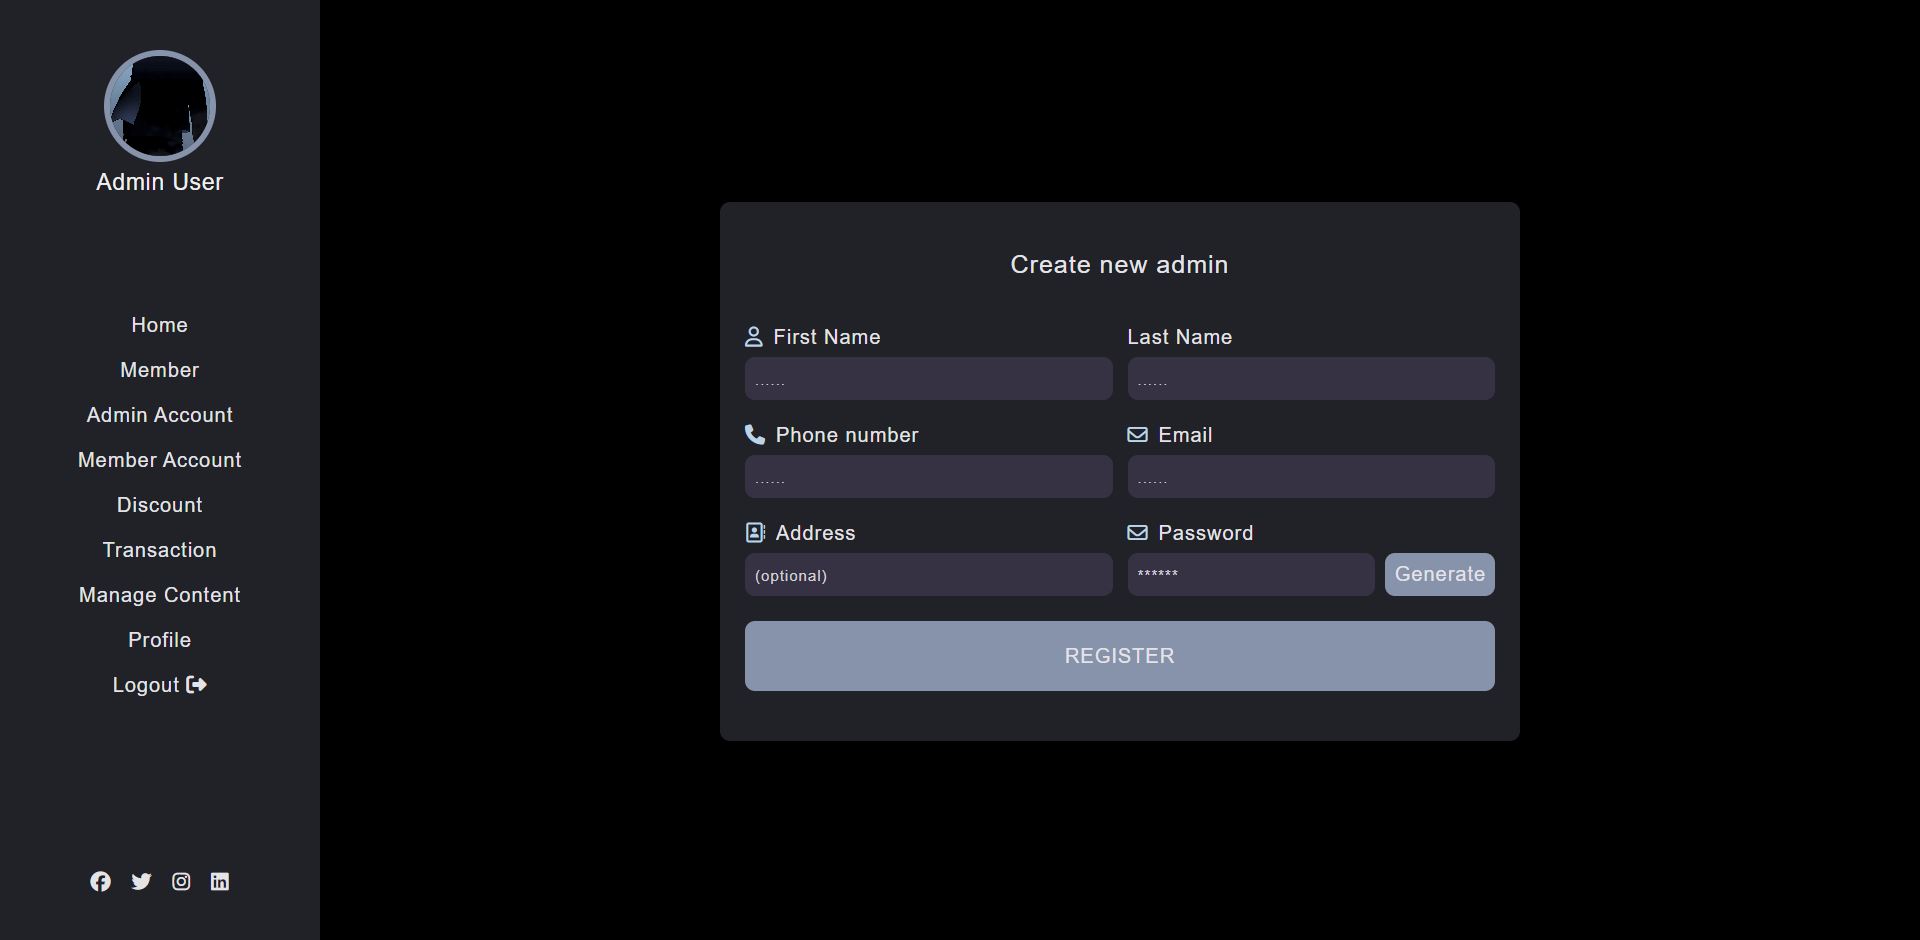 Admin User
Home
Member
Admin Account
Member Account
Discount
Transaction
Manage Content
Profile
Logout
Create new admin
First Name
Last Name
......
......
Phone number
Email
......
......
Address
Password
(optional)
******
Generate
REGISTER